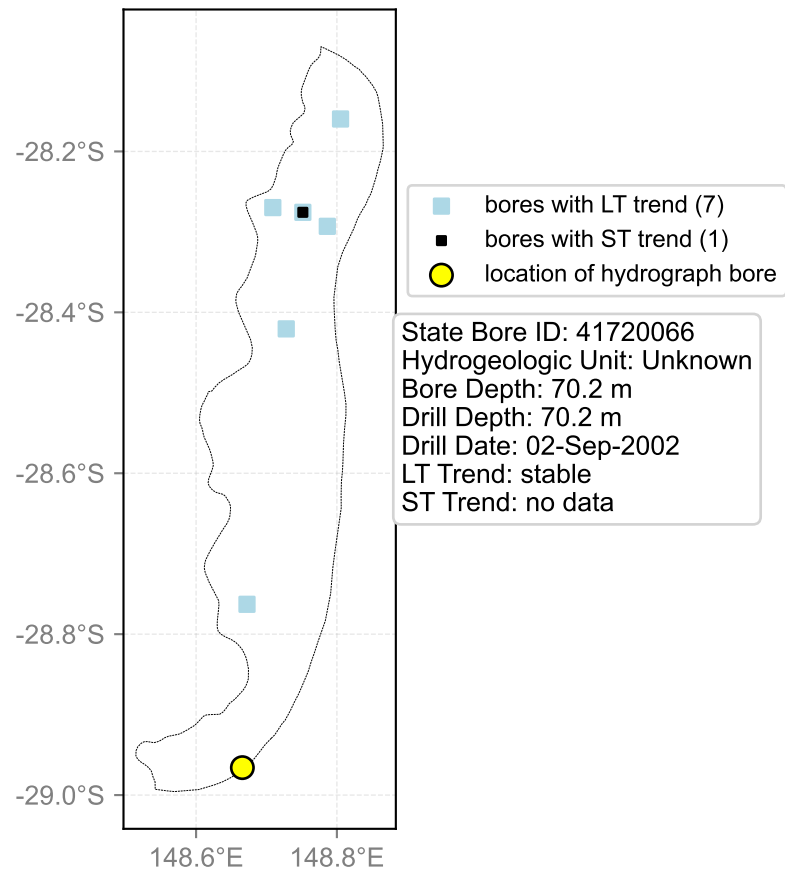 -28.2°S
-28.4°S
-28.6°S
-28.8°S
-29.0°S
148.6°E 148.8°E
bores with LT trend (7)
bores with ST trend (1)
location of hydrograph bore
State Bore ID: 41720066
Hydrogeologic Unit: Unknown
Bore Depth: 70.2 m
Drill Depth: 70.2 m
Drill Date: 02-Sep-2002
LT Trend: stable
ST Trend: no data